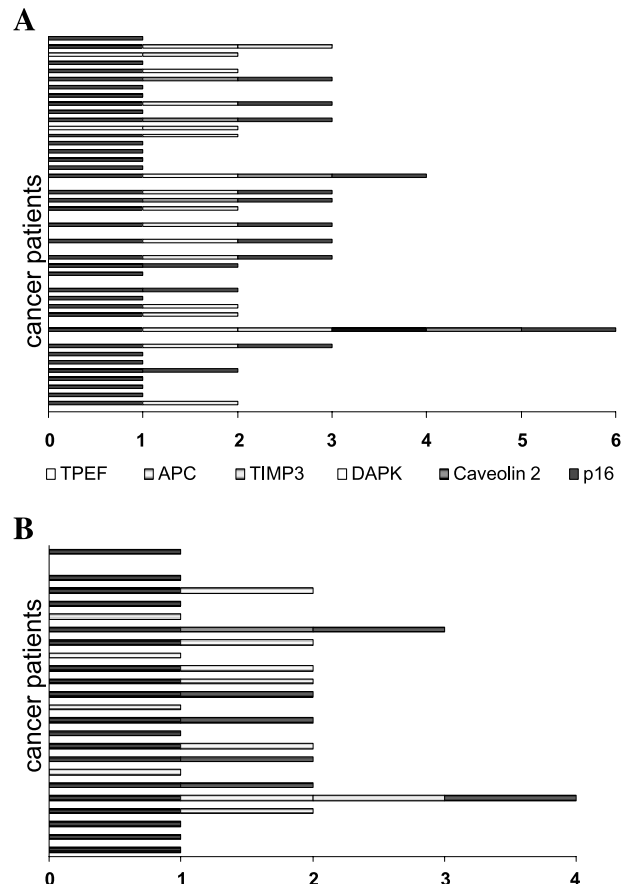 A
cancer patients
0 1 2 3 4 5 6
TPEF APC TIMP3 DAPK Caveolin 2 p16
B
cancer patients
0 1 2 3 4